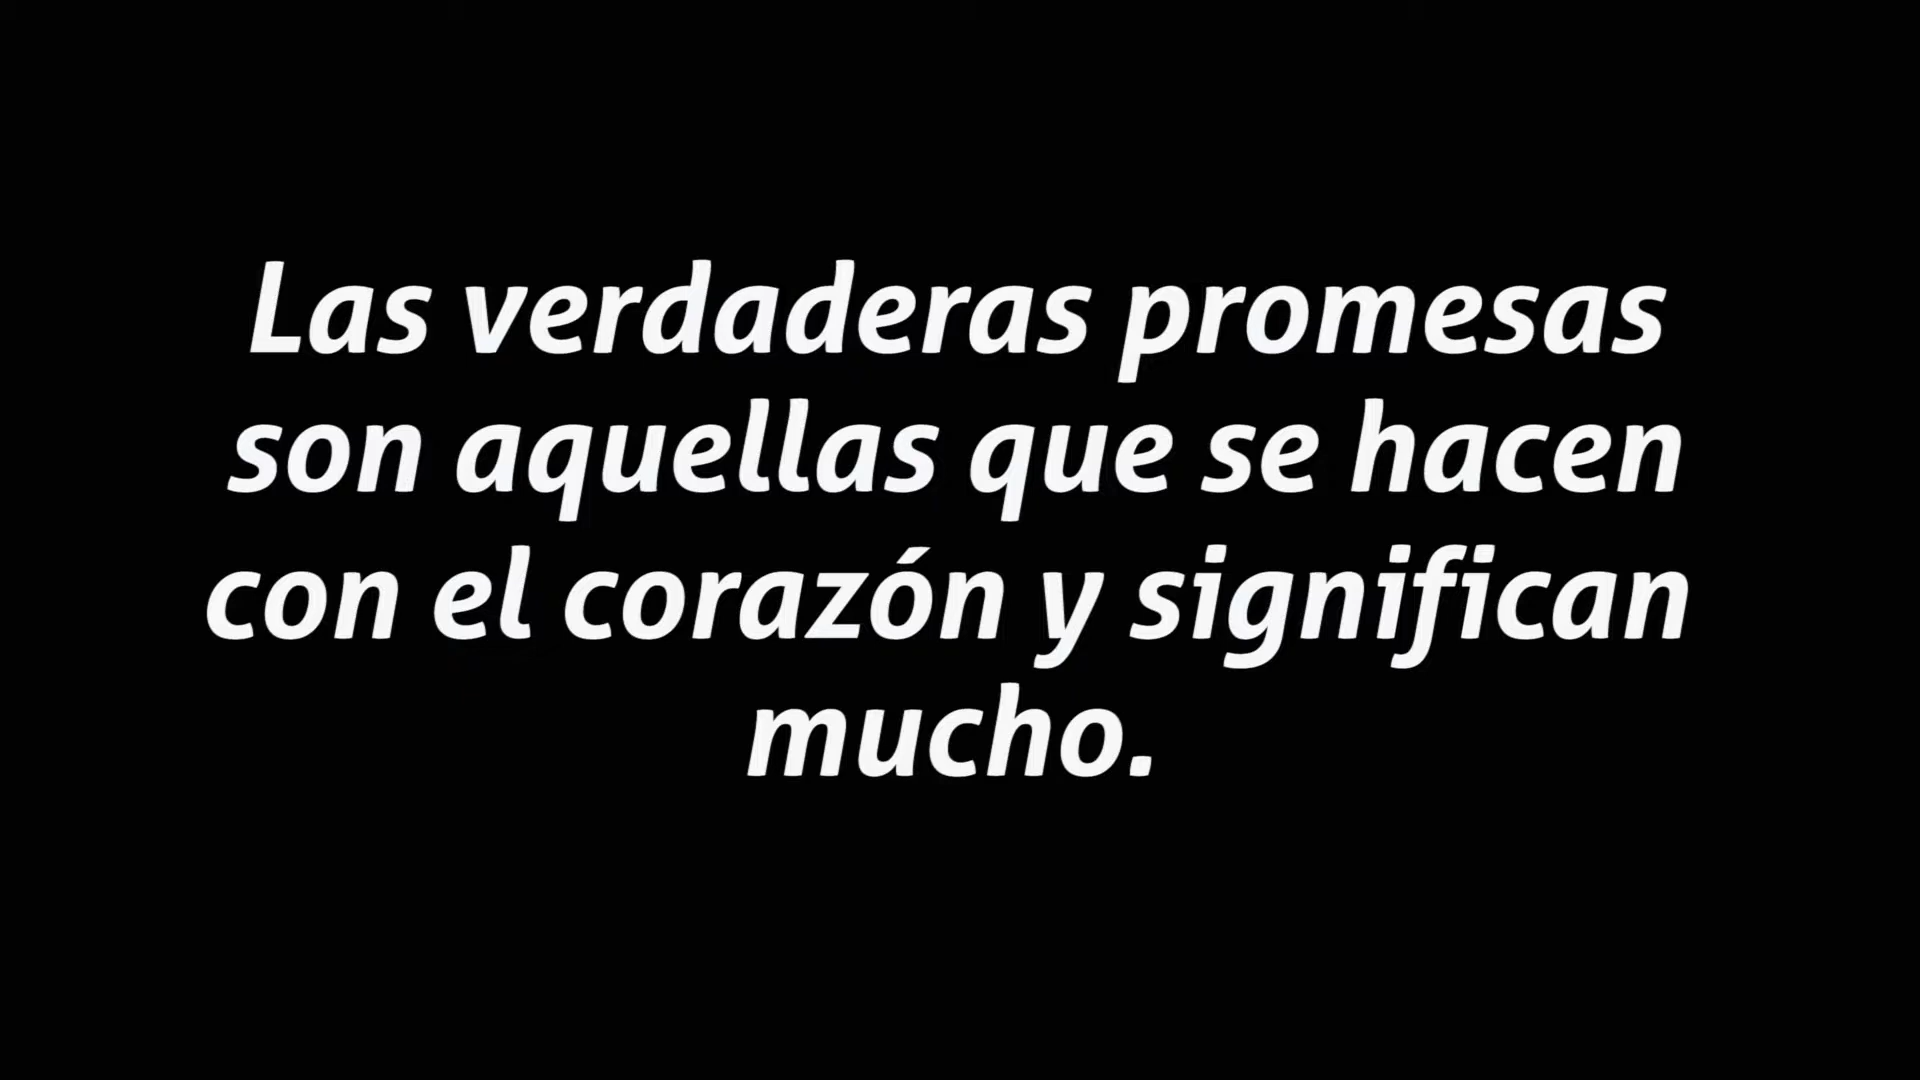 Las verdaderas promesas
son aquellas que se hacen
con el corazón y significan
mucho.